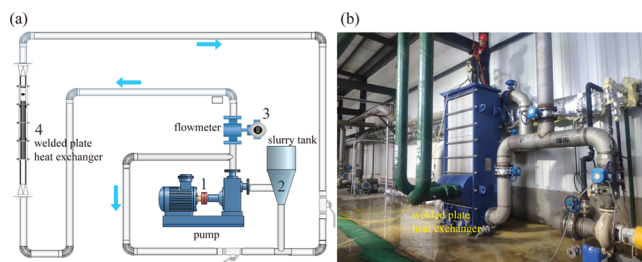 (a)
(b)
3
flowmeter
slurry tank
4
welded plate
heat exchanger
1
2
pump
welded plate
heat exchanger